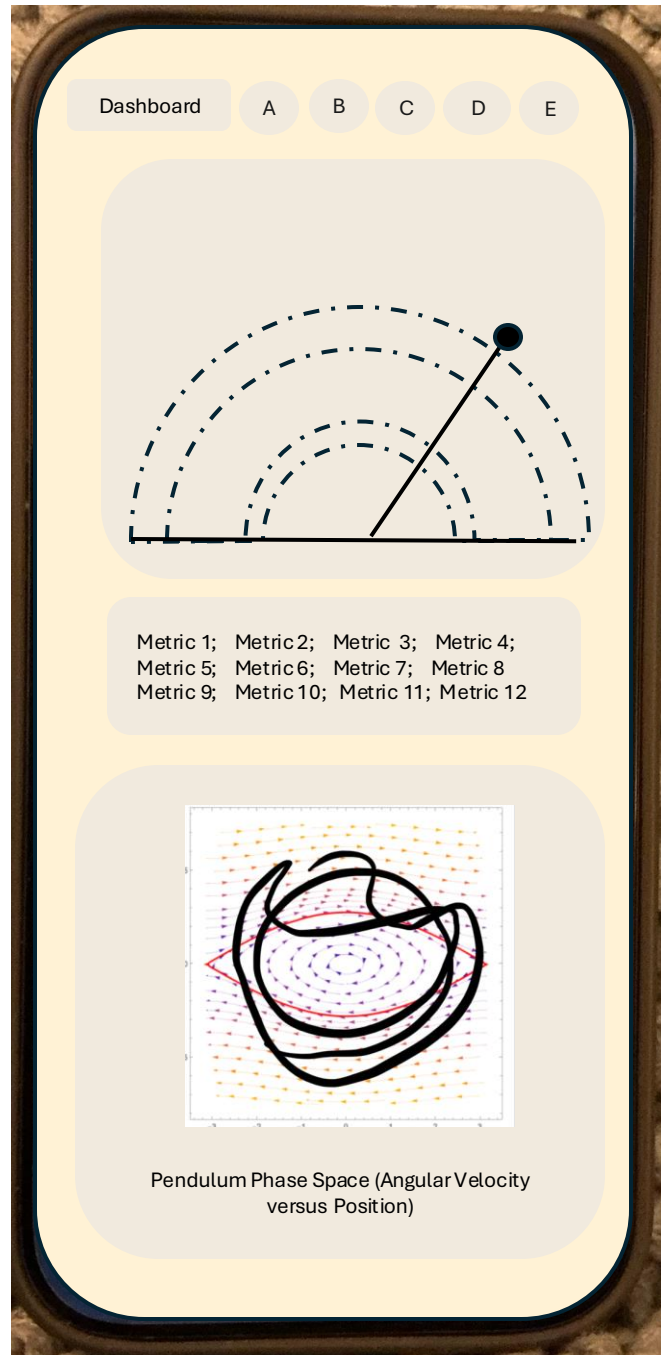 Dashboard A B C D E
Metric 1; Metric 2; Metric 3; Metric 4;
Metric 5; Metric 6; Metric 7; Metric 8
Metric 9; Metric 10; Metric 11; Metric 12
Pendulum Phase Space (Angular Velocity
versus Position)